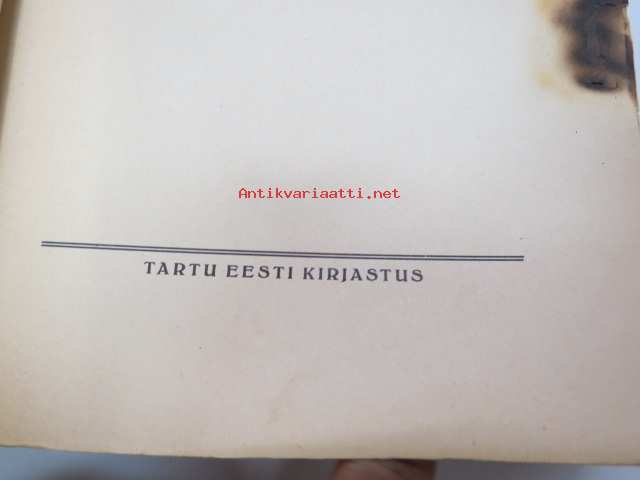 Antikvariaatti.net
TARTU EESTI KIRJASTUS